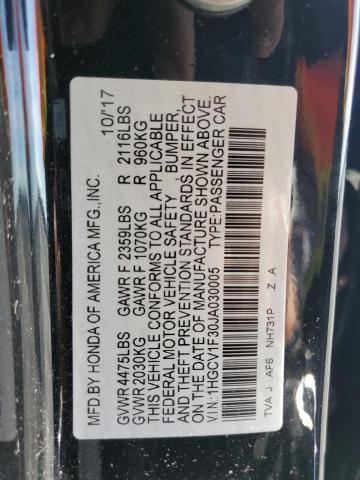 MFD BY HONDA OF AMERICA MFG.,INC. 10/17
GVWR 4475LBS GAWR F 2359LBS R 2116LBS
GVWR 2030KG GAWR F 1070KG R 960KG
THIS VEHICLE CONFORMS TO ALL APPLICABLE
FEDERAL MOTOR VEHICLE SAFETY , BUMPER,
AND THEFT PREVENTION STANDARDS IN EFFECT
ON THE DATE OF MANUFACTURE SHOWN ABOVE.
V.I.N.:1HGCV1F30JA030005 TYPE:PASSENGER CAR
TVA J AF6 NH731P Z A